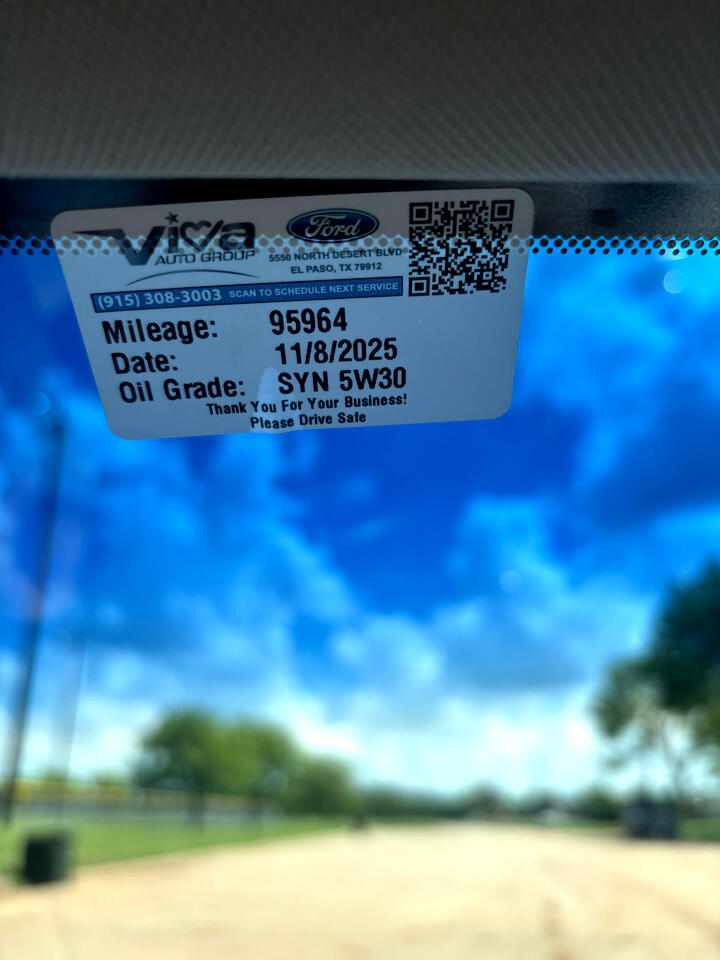 Viva
AUTO GROUP
Ford
5550 NORTH DESERT BLVD
EL PASO, TX 79912
(915) 308-3003 SCAN TO SCHEDULE NEXT SERVICE
Mileage: 95964
Date: 11/8/2025
Oil Grade: SYN 5W30
Thank You For Your Business!
Please Drive Safe